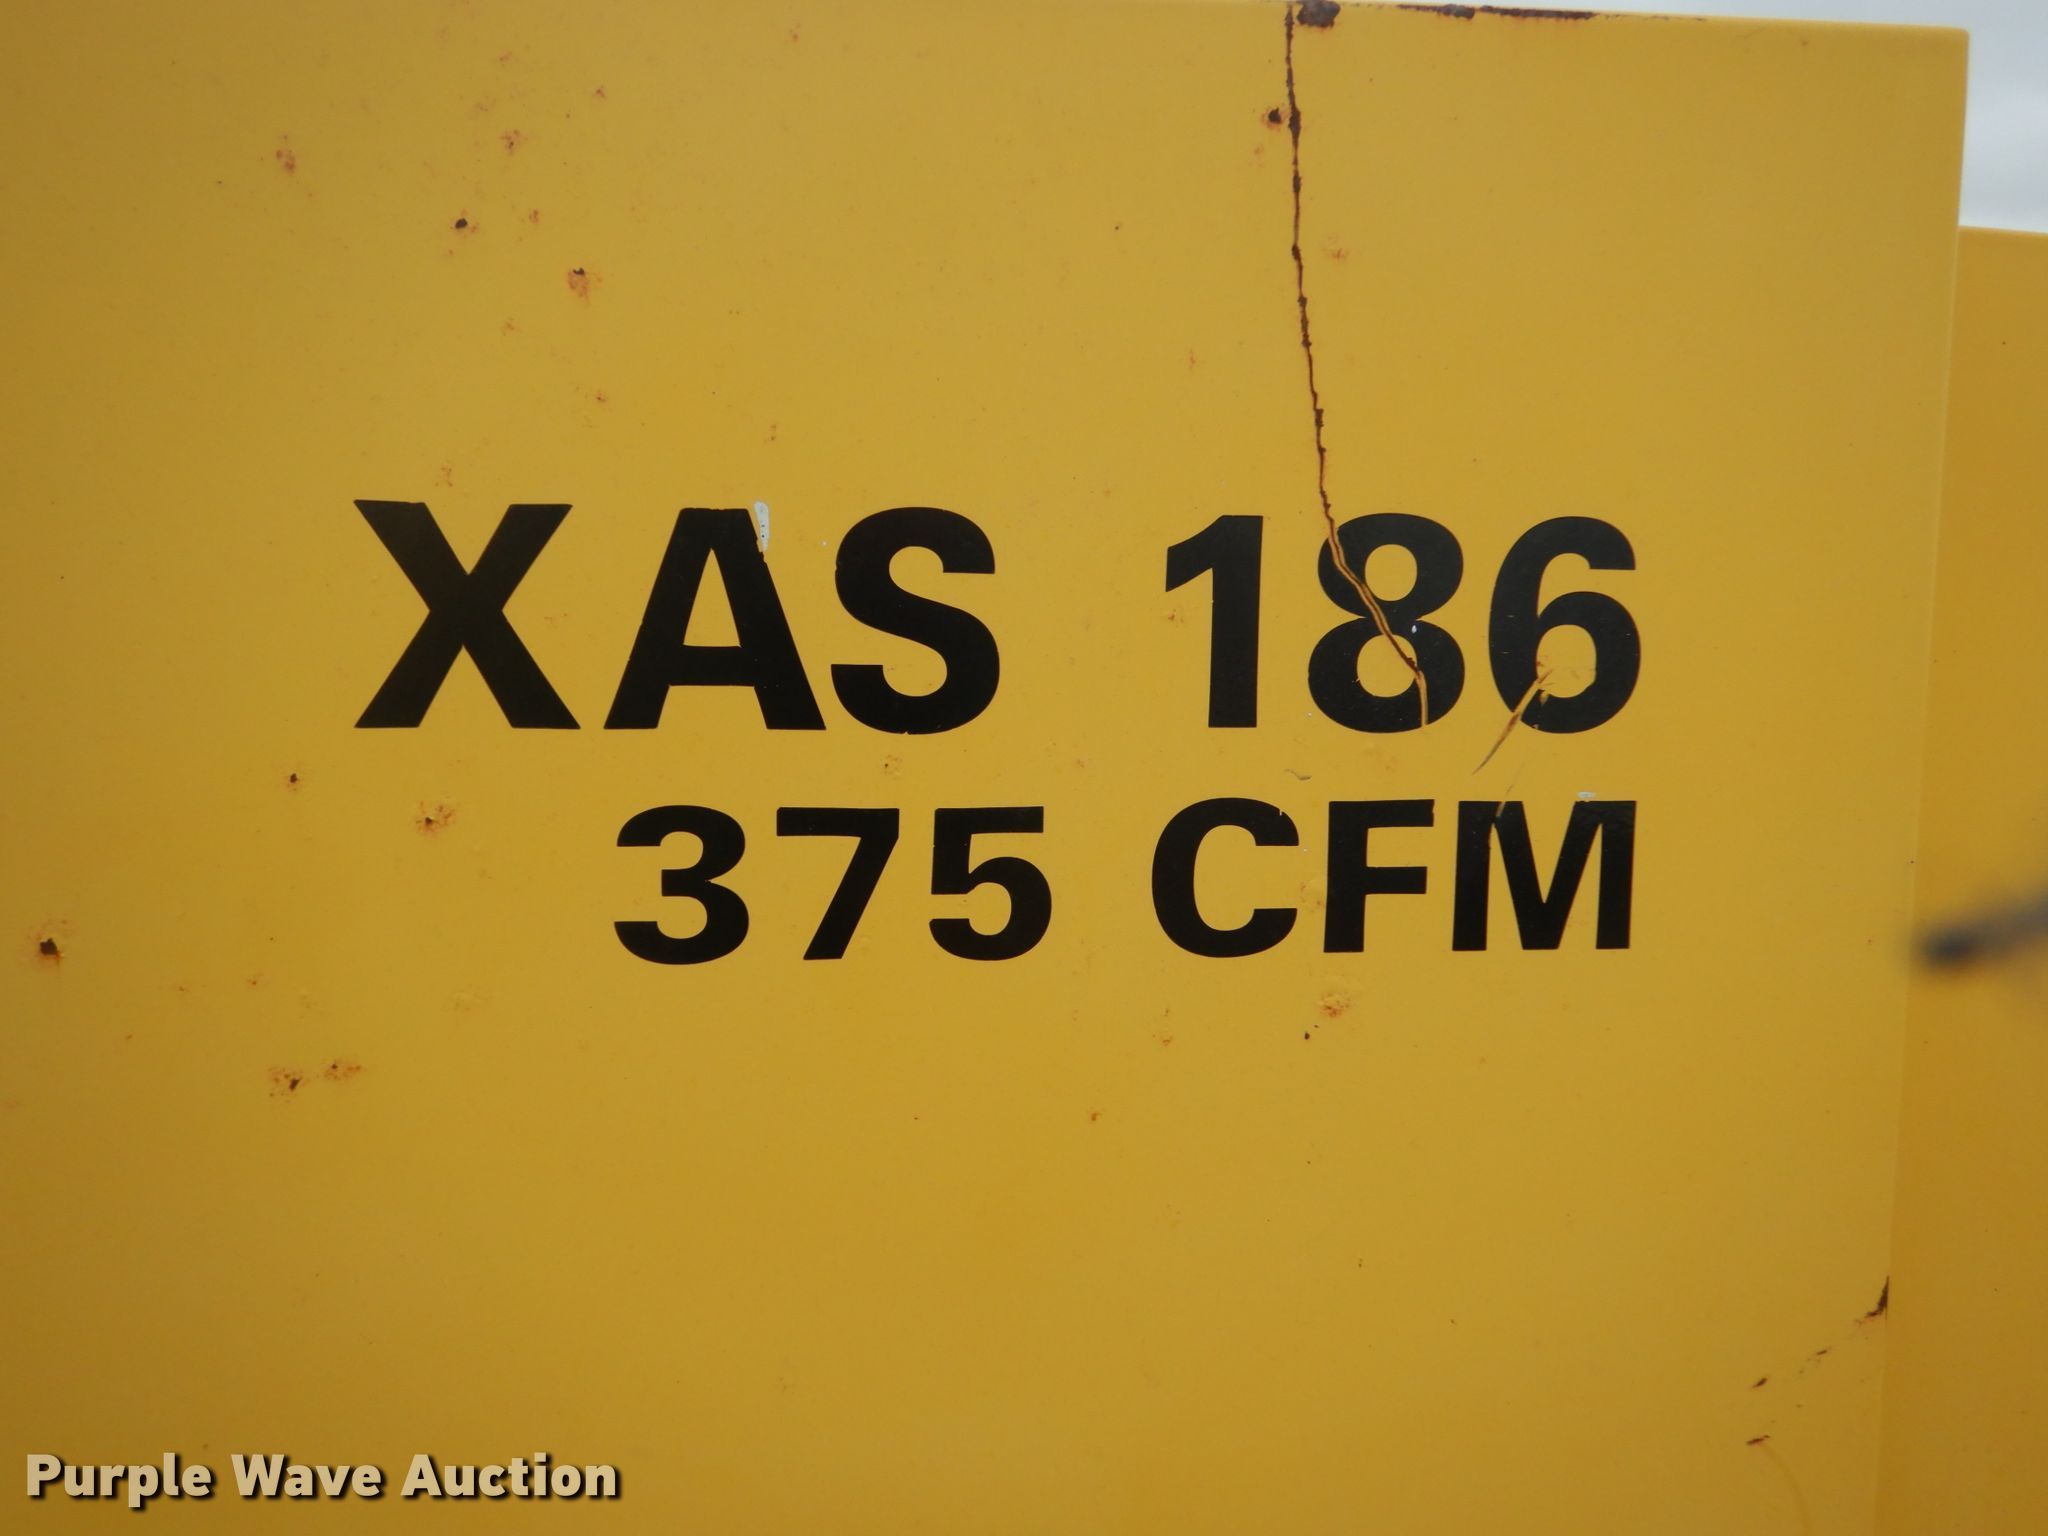 XAS 186
375 CFM
Purple Wave Auction